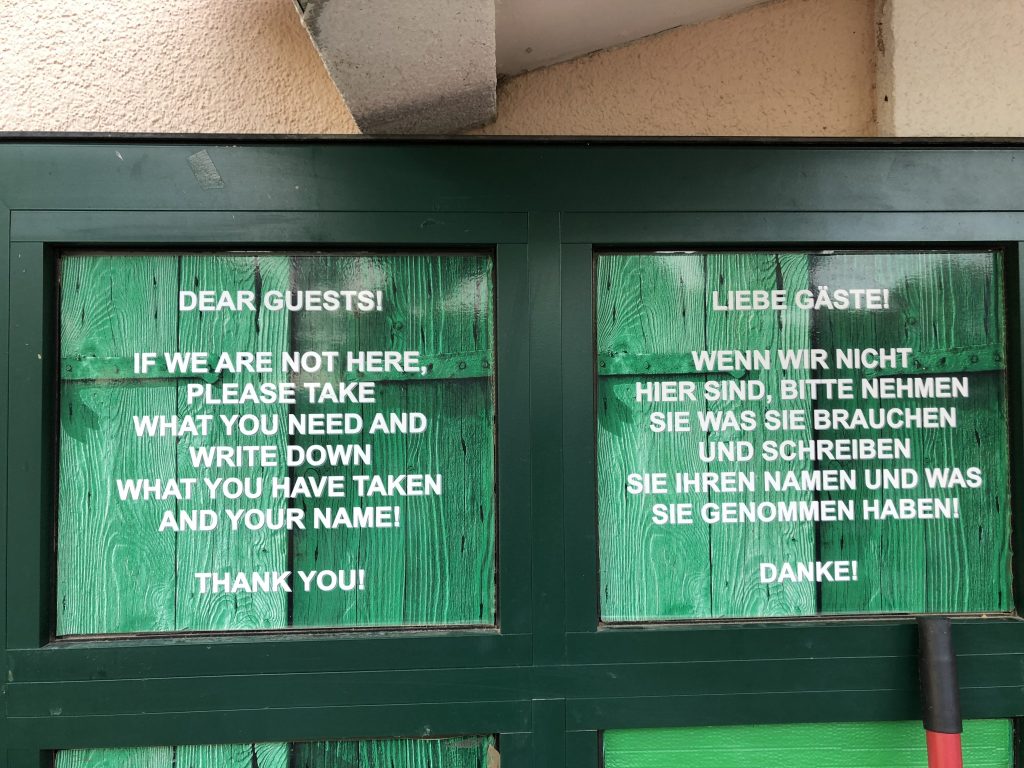 DEAR GUESTS!
IF WE ARE NOT HERE,
PLEASE TAKE
WHAT YOU NEED AND
WRITE DOWN
WHAT YOU HAVE TAKEN
AND YOUR NAME!
THANK YOU!
LIEBE GÄSTE!
WENN WIR NICHT
HIER SIND, BITTE NEHMEN
SIE WAS SIE BRAUCHEN
UND SCHREIBEN
SIE IHREN NAMEN UND WAS
SIE GENOMMEN HABEN!
DANKE!